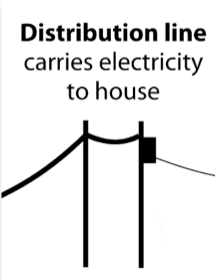 Distribution line
carries electricity
to house